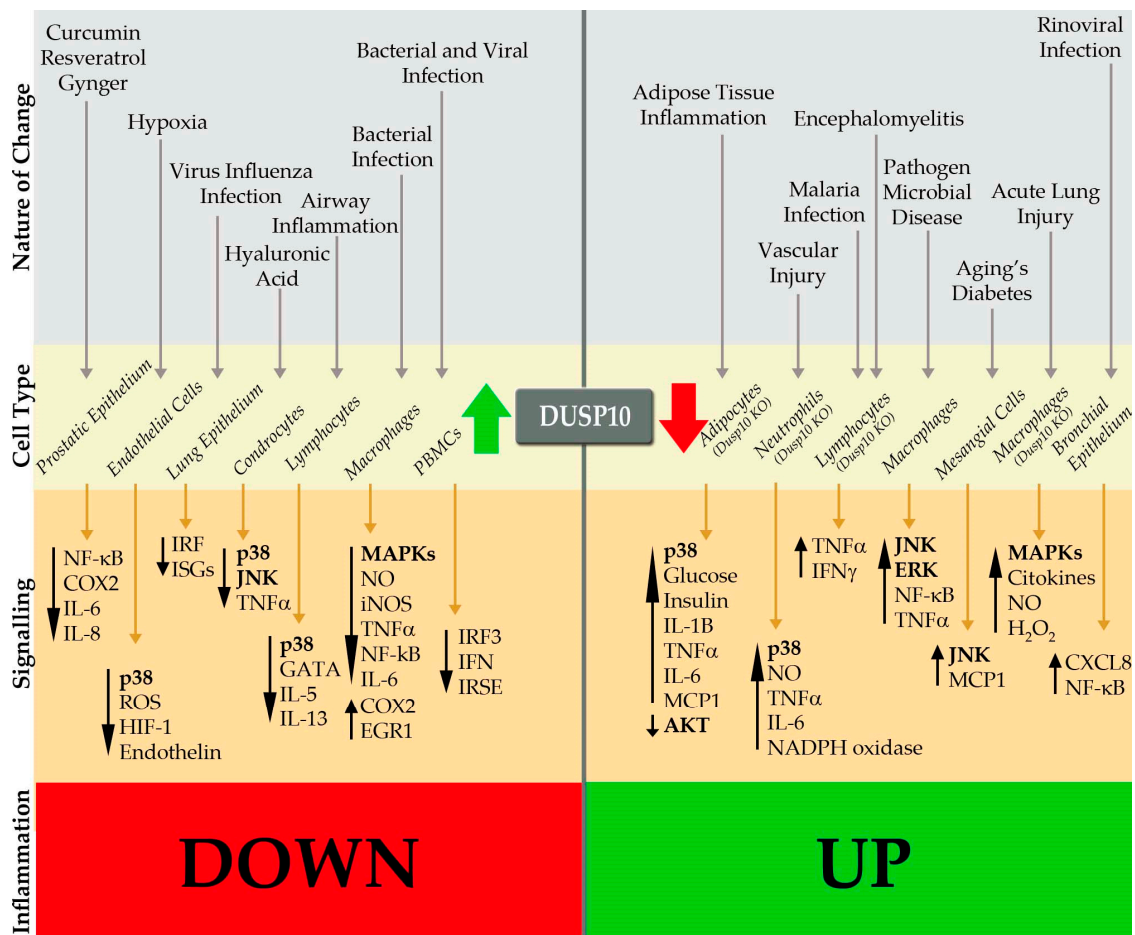 Nature of Change
Curcumin
Resveratrol
Gynger
Hypoxia
Virus Influenza
Infection
Hyaluronic
Acid
Airway
Inflammation
Bacterial
Infection
Bacterial and Viral
Infection
Adipose Tissue
Inflammation
Vascular
Injury
Malaria
Infection
Encephalomyelitis
Pathogen
Microbial
Disease
Aging's
Diabetes
Acute Lung
Injury
Rinoviral
Infection
Cell Type
Prostatic Epithelium
Endothelial Cells
Lung Epithelium
Condrocytes
Lymphocytes
Macrophages
PBMCs
DUSP10
Adipocytes
(Dusp10 KO)
Neutrophils
(Dusp10 KO)
Lymphocytes
(Dusp10 KO)
Macrophages
Mesangial Cells
Macrophages
(Dusp10 KO)
Bronchial
Epithelium
Signalling
NF-κB
COX2
IL-6
IL-8
p38
ROS
HIF-1
Endothelin
IRF
ISGs
p38
JNK
TNFα
p38
GATA
IL-5
IL-13
MAPKs
NO
iNOS
TNFα
NF-kB
IL-6
COX2
EGR1
IRF3
IFN
IRSE
p38
Glucose
Insulin
IL-1B
TNFα
IL-6
MCP1
AKT
p38
NO
TNFα
IL-6
NADPH oxidase
TNFα
IFNγ
JNK
ERK
NF-κB
TNFα
JNK
MCP1
MAPKs
Citokines
NO
H₂O₂
CXCL8
NF-κB
Inflammation
DOWN
UP